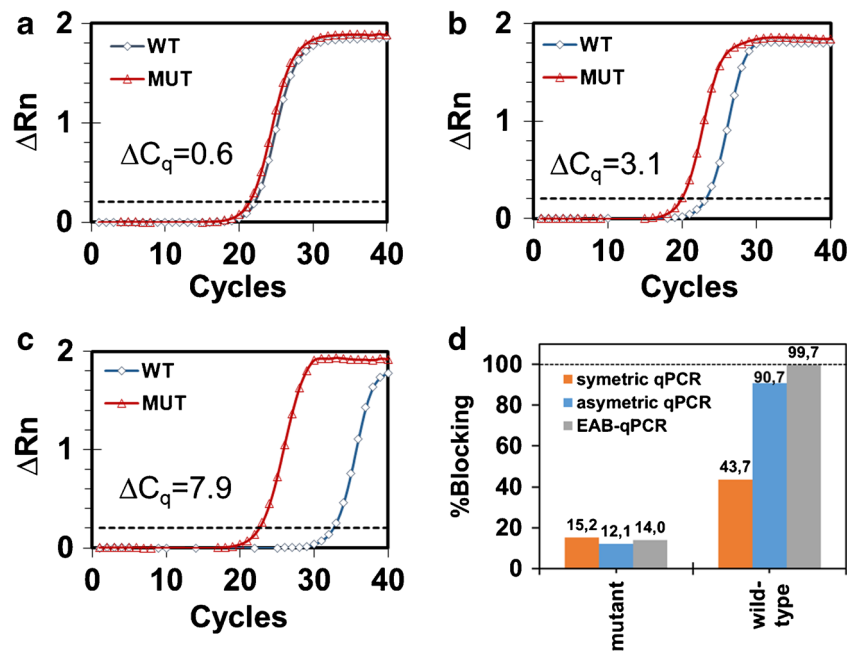 a
2
1
0
ΔRn
WT
MUT
ΔCq=0.6
0 10 20 30 40
Cycles
b
2
1
0
ΔRn
WT
MUT
ΔCq=3.1
0 10 20 30 40
Cycles
c
2
1
0
ΔRn
WT
MUT
ΔCq=7.9
0 10 20 30 40
Cycles
d
100
80
60
40
20
0
%Blocking
symetric qPCR
asymetric qPCR
EAB-qPCR
15,2
12,1
14,0
43,7
90,7
99,7
mutant
wild-
type